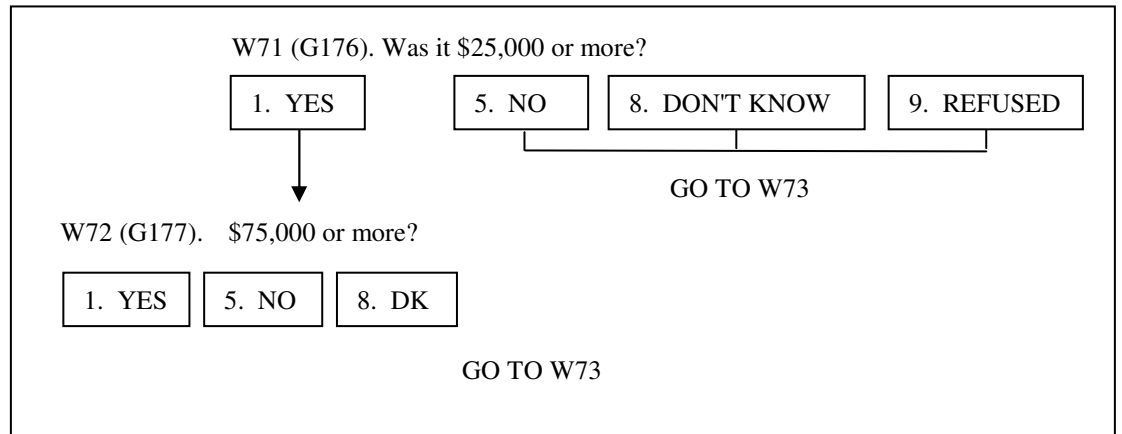 W71 (G176). Was it $25,000 or more?
1. YES 5. NO 8. DON'T KNOW 9. REFUSED
GO TO W73
W72 (G177). $75,000 or more?
1. YES 5. NO 8. DK
GO TO W73